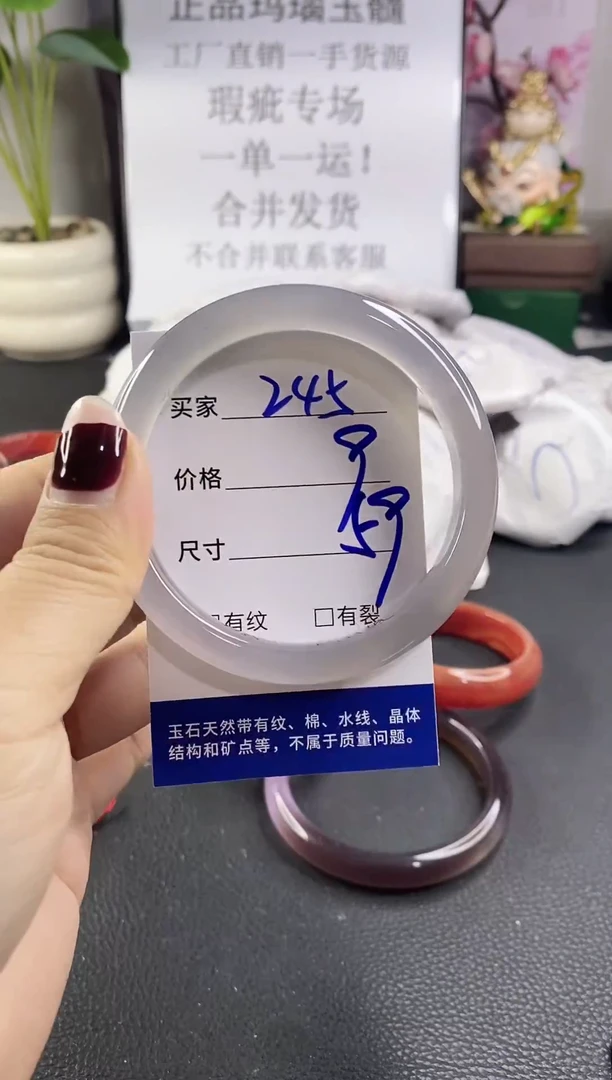 正品玛瑙玉髓
工厂直销一手货源
瑕疵专场
一单一运！
合并发货
不合并联系客服
买家 245
价格
尺寸 59
有纹 □有裂
玉石天然带有纹、棉、水线、晶体
结构和矿点等，不属于质量问题。